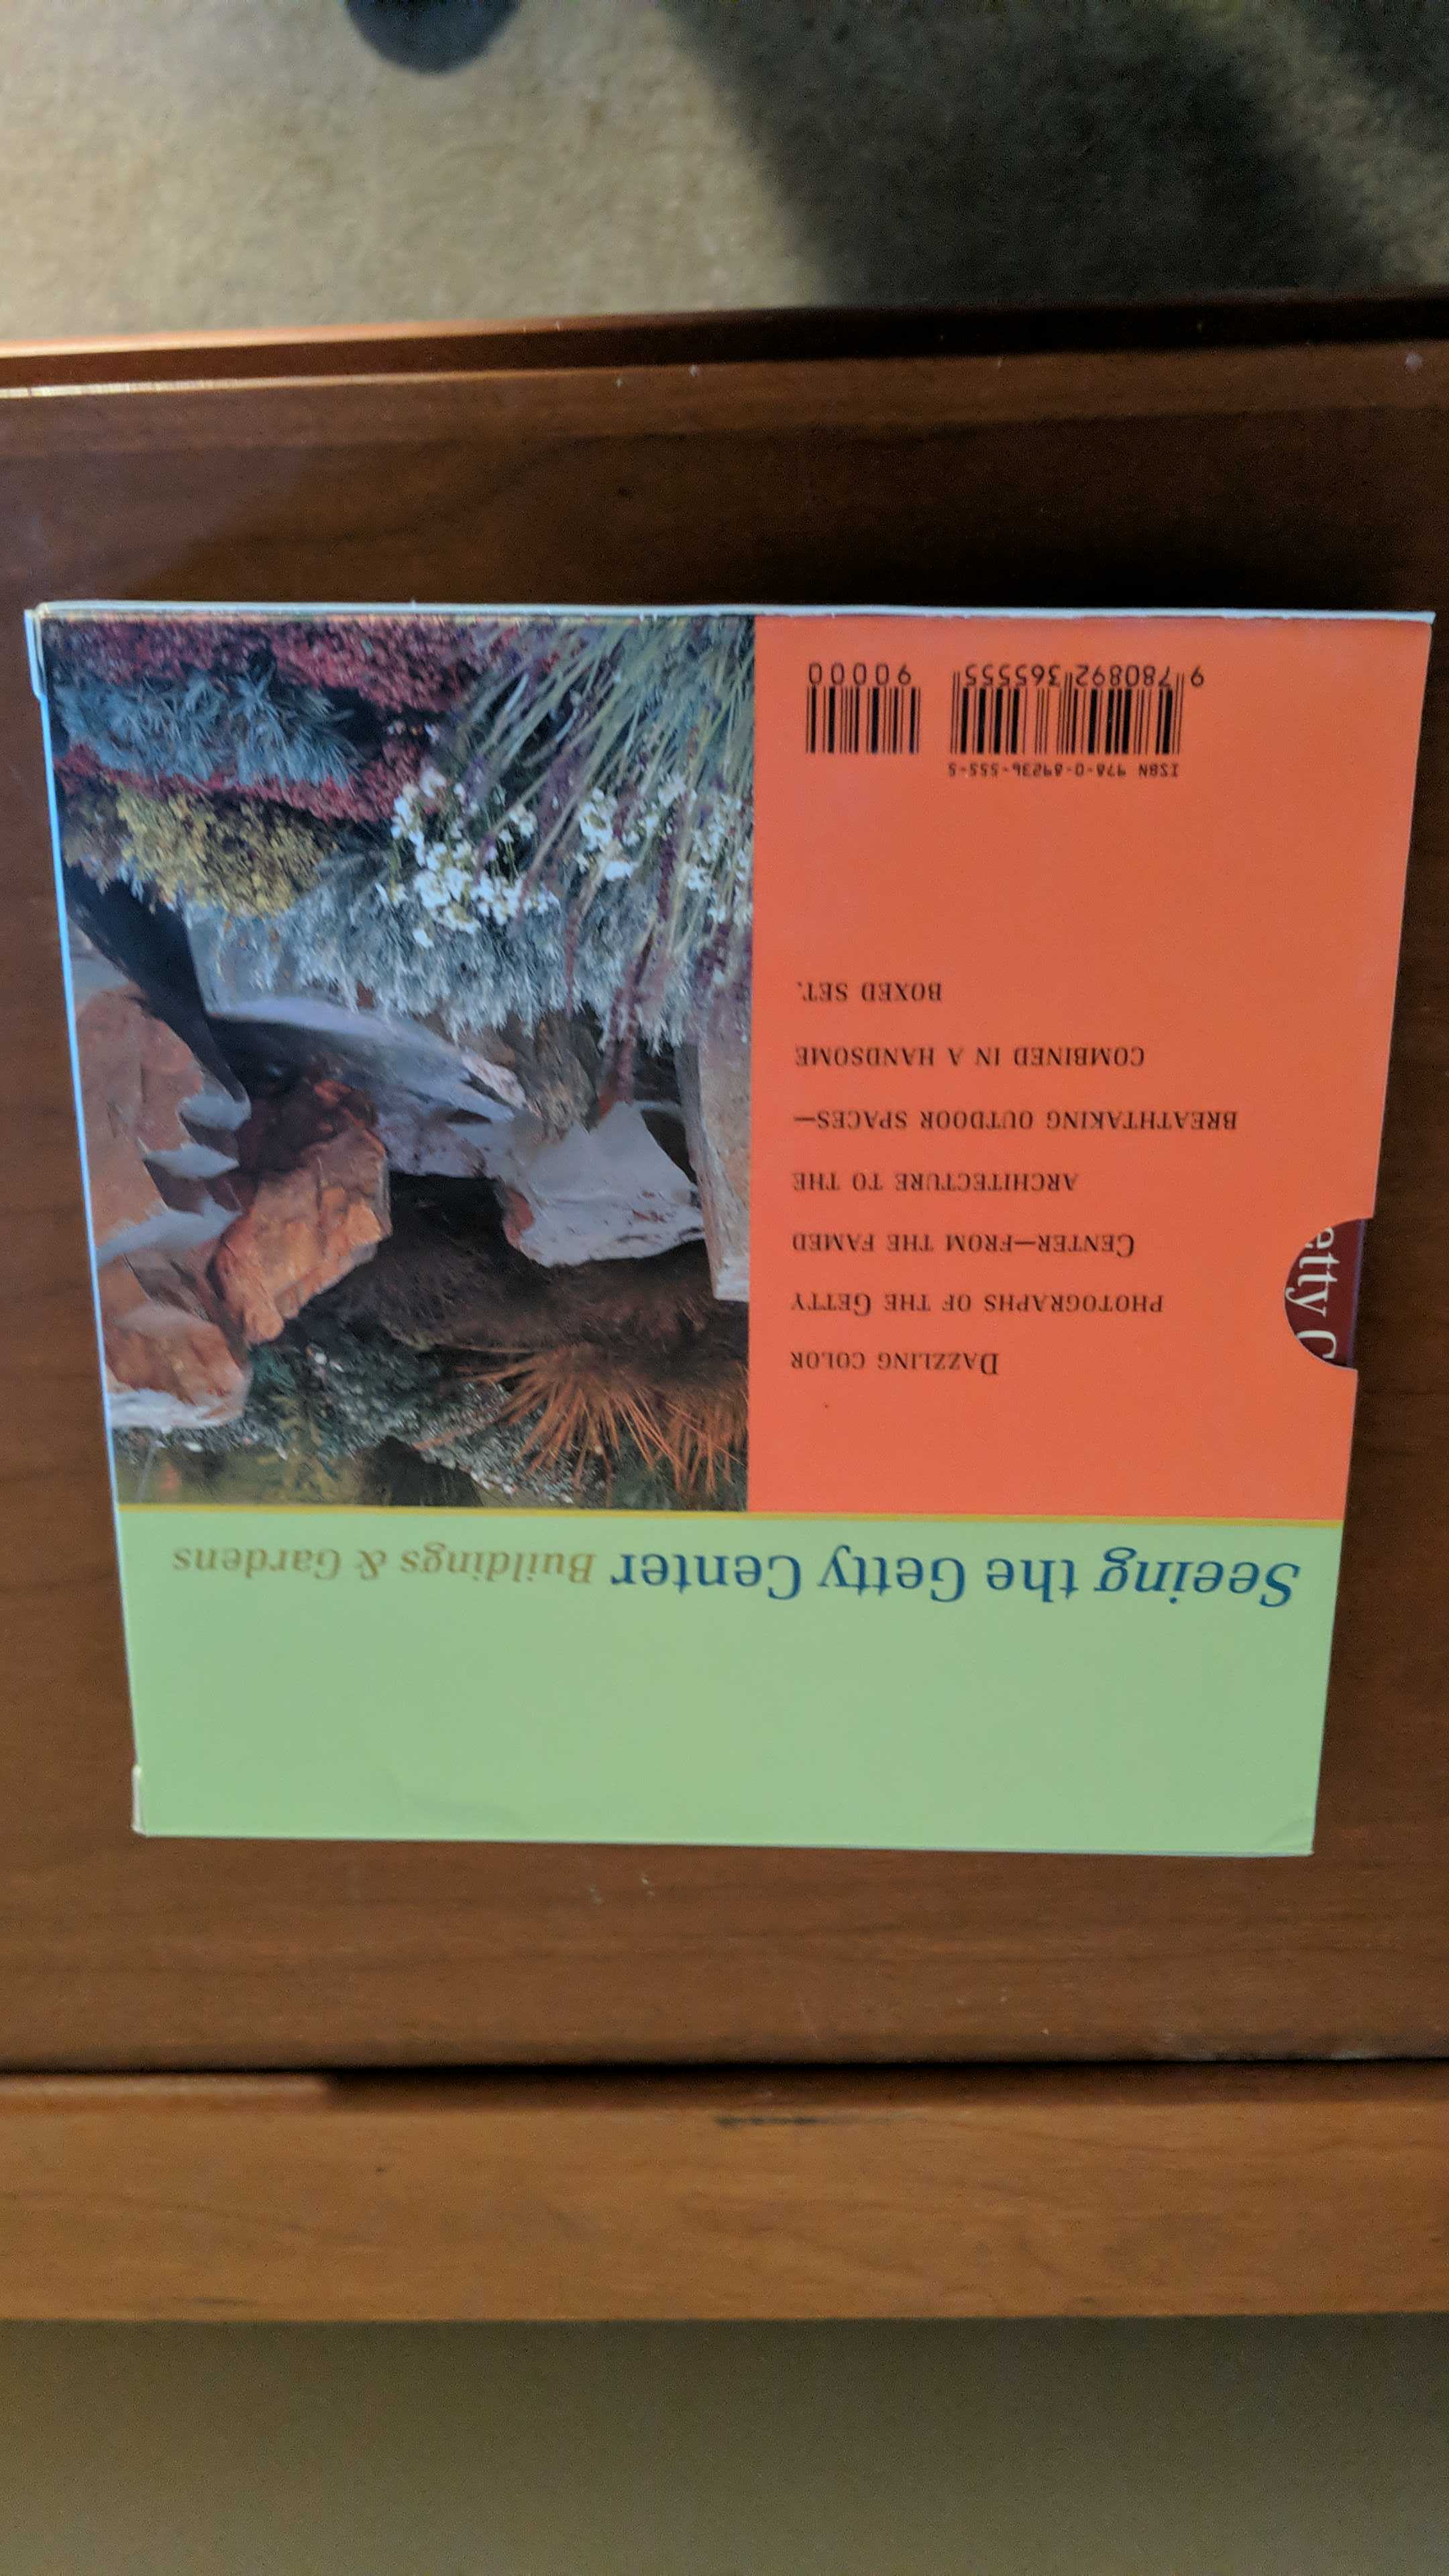 Seeing the Getty Center Buildings & Gardens
DAZZLING COLOR
PHOTOGRAPHS OF THE GETTY
CENTER—FROM THE FAMED
ARCHITECTURE TO THE
BREATHTAKING OUTDOOR SPACES—
COMBINED IN A HANDSOME
BOXED SET.
ISBN 978-0-89236-555-5
9 780892 365555
90000
etty C